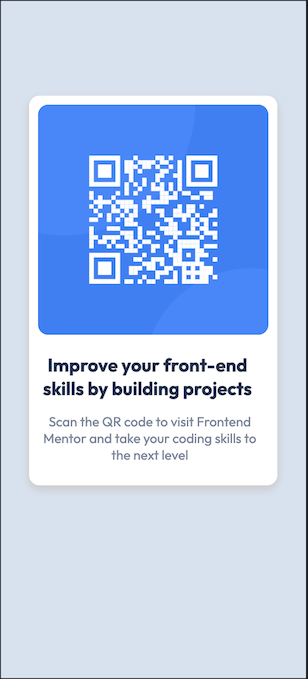 Improve your front-end
skills by building projects
Scan the QR code to visit Frontend
Mentor and take your coding skills to
the next level